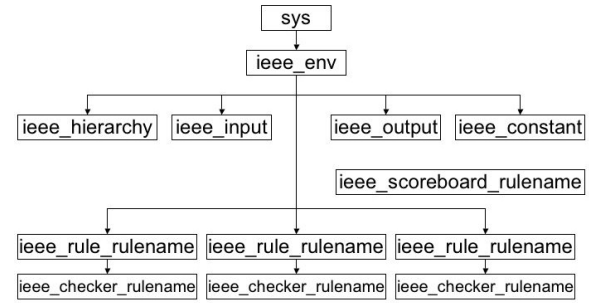 sys
ieee_env
ieee_hierarchy ieee_input ieee_output ieee_constant
ieee_scoreboard_rulename
ieee_rule_rulename ieee_rule_rulename ieee_rule_rulename
ieee_checker_rulename ieee_checker_rulename ieee_checker_rulename